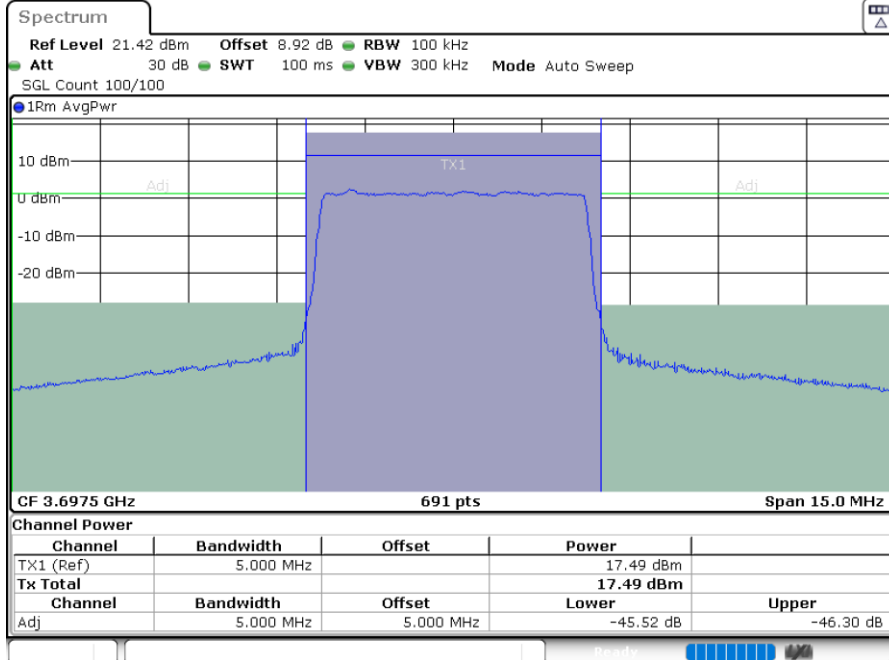 Spectrum
Ref Level 21.42 dBm Offset 8.92 dB RBW 100 kHz
Att 30 dB SWT 100 ms VBW 300 kHz Mode Auto Sweep
SGL Count 100/100
1Rm AvgPwr
10 dBm
TX1
Adj Adj
0 dBm
-10 dBm
-20 dBm
CF 3.6975 GHz 691 pts Span 15.0 MHz
Channel Power
Channel Bandwidth Offset Power
TX1 (Ref) 5.000 MHz 17.49 dBm
Tx Total 17.49 dBm
Channel Bandwidth Offset Lower Upper
Adj 5.000 MHz 5.000 MHz -45.52 dB -46.30 dB
Ready